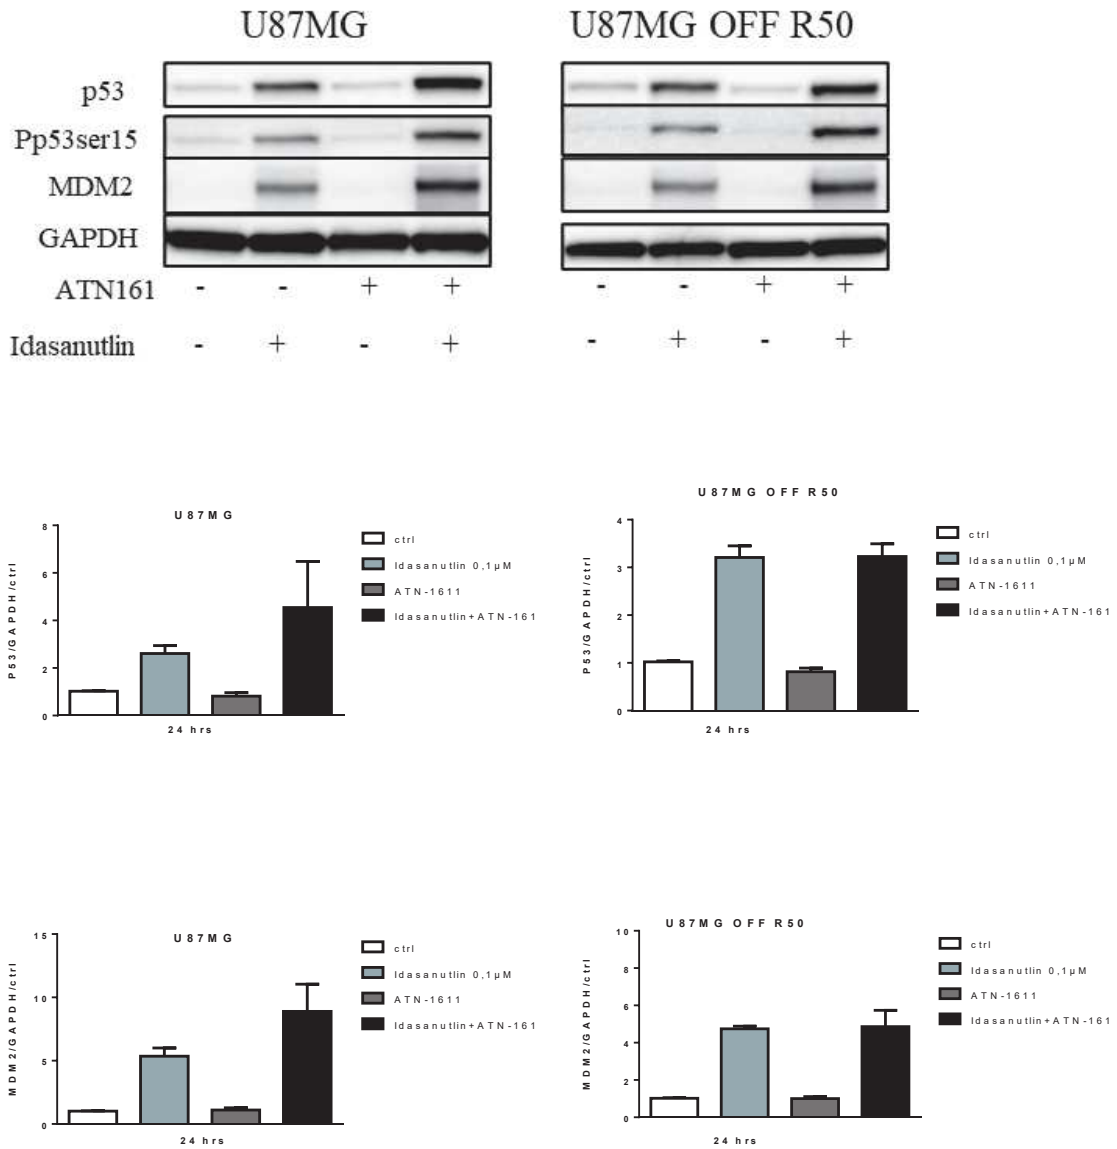 U87MG
U87MG OFF R50
p53
Pp53ser15
MDM2
GAPDH
ATN161 - - + + - - + +
Idasanutlin - + - + - + - +
U87MG
P53/GAPDH/ctrl
8
6
4
2
0
24 hrs
ctrl
Idasanutlin 0,1µM
ATN-1611
Idasanutlin+ATN-161
U87MG OFF R50
P53/GAPDH/ctrl
4
3
2
1
0
24 hrs
ctrl
Idasanutlin 0,1µM
ATN-1611
Idasanutlin+ATN-161
U87MG
MDM2/GAPDH/ctrl
15
10
5
0
24 hrs
ctrl
Idasanutlin 0,1µM
ATN-1611
Idasanutlin+ATN-161
U87MG OFF R50
MDM2/GAPDH/ctrl
10
8
6
4
2
0
24 hrs
ctrl
Idasanutlin 0,1µM
ATN-1611
Idasanutlin+ATN-161